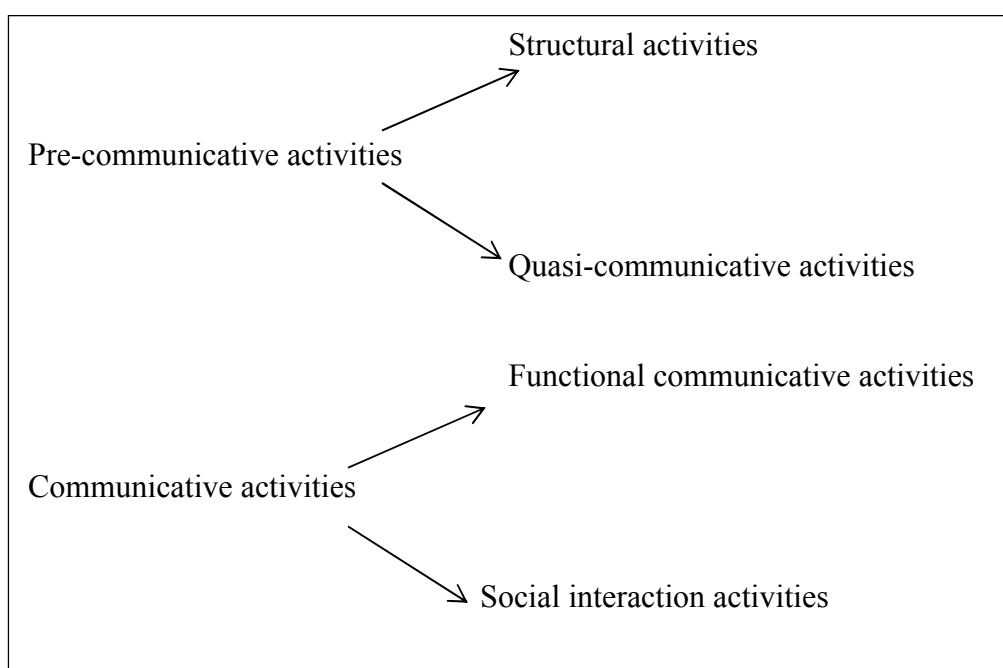 Structural activities
Pre-communicative activities
Quasi-communicative activities
Functional communicative activities
Communicative activities
Social interaction activities